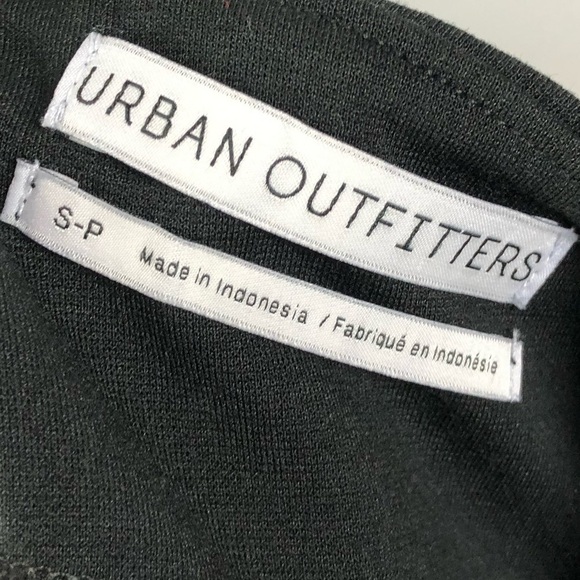 URBAN OUTFITTERS
S-P Made in Indonesia / Fabriqué en Indonésie